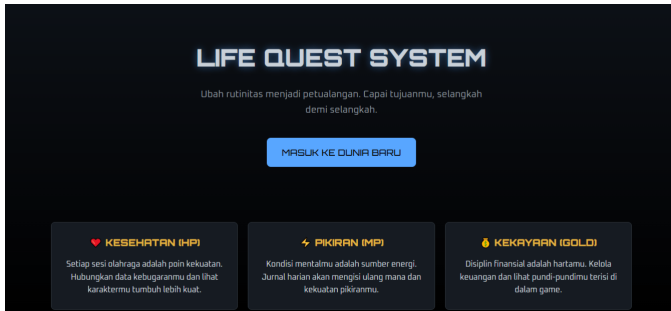 LIFE QUEST SYSTEM
Ubah rutinitas menjadi petualangan. Capai tujuanmu, selangkah
demi selangkah.
MASUK KE DUNIA BARU
KESEHATAN (HP)
Setiap sesi olahraga adalah poin kekuatan.
Hubungkan data kebugaranmu dan lihat
karaktermu tumbuh lebih kuat.
PIKIRAN (MP)
Kondisi mentalmu adalah sumber energi.
Jurnal harian akan mengisi ulang mana dan
kekuatan pikiranmu.
KEKAYAAN (GOLD)
Disiplin finansial adalah hartamu. Kelola
keuangan dan lihat pundi-pundimu terisi di
dalam game.